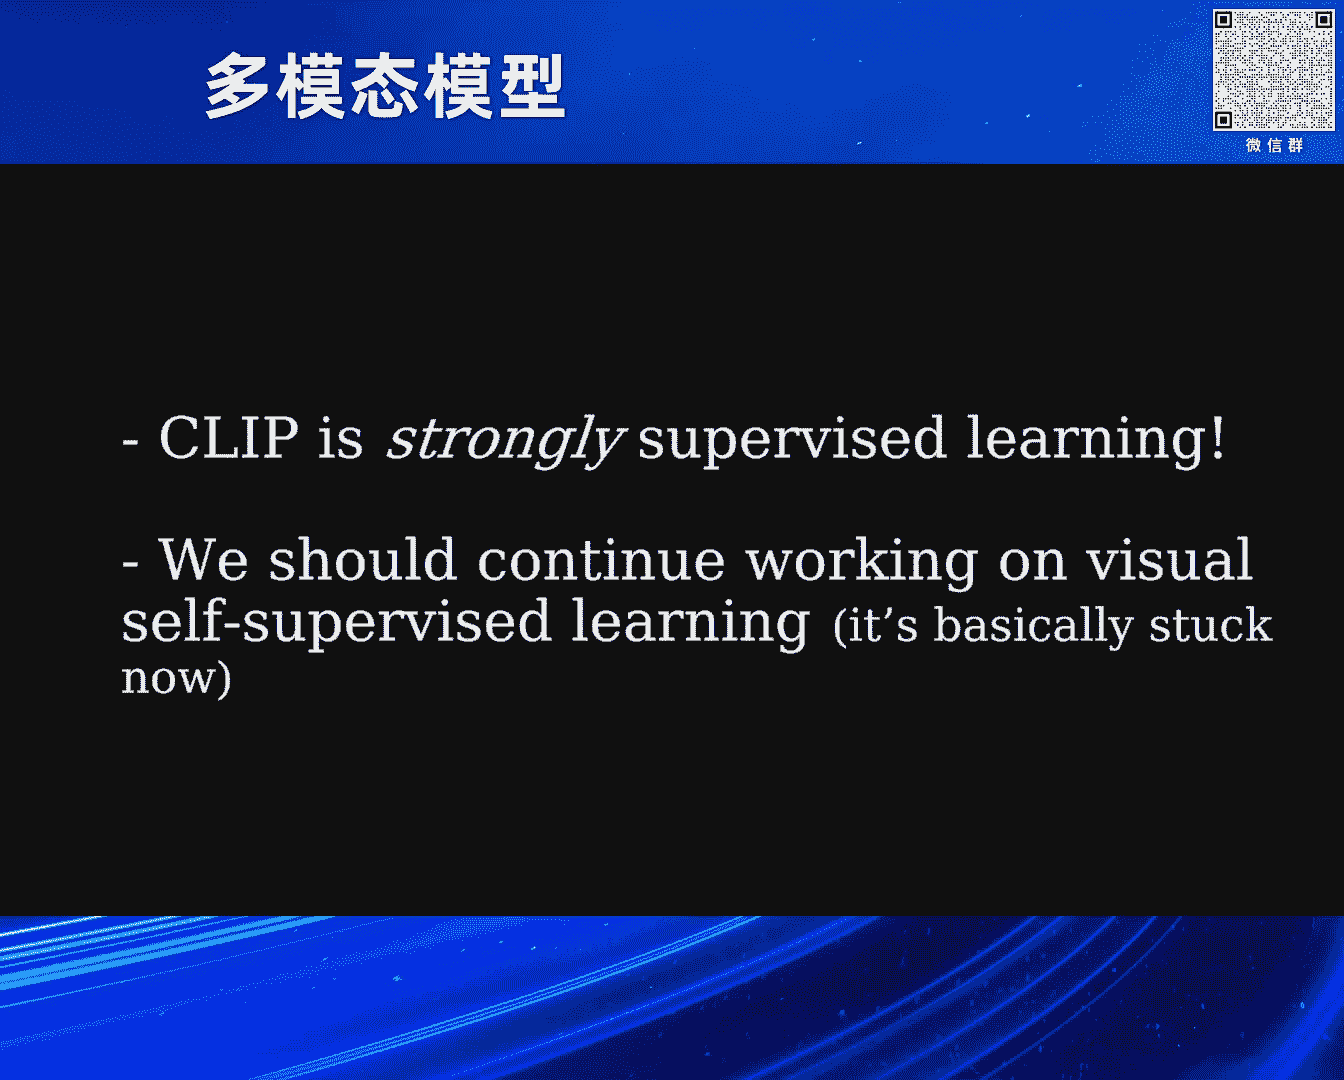 多模态模型
微信群
- CLIP is strongly supervised learning!
- We should continue working on visual
self-supervised learning (it’s basically stuck
now)